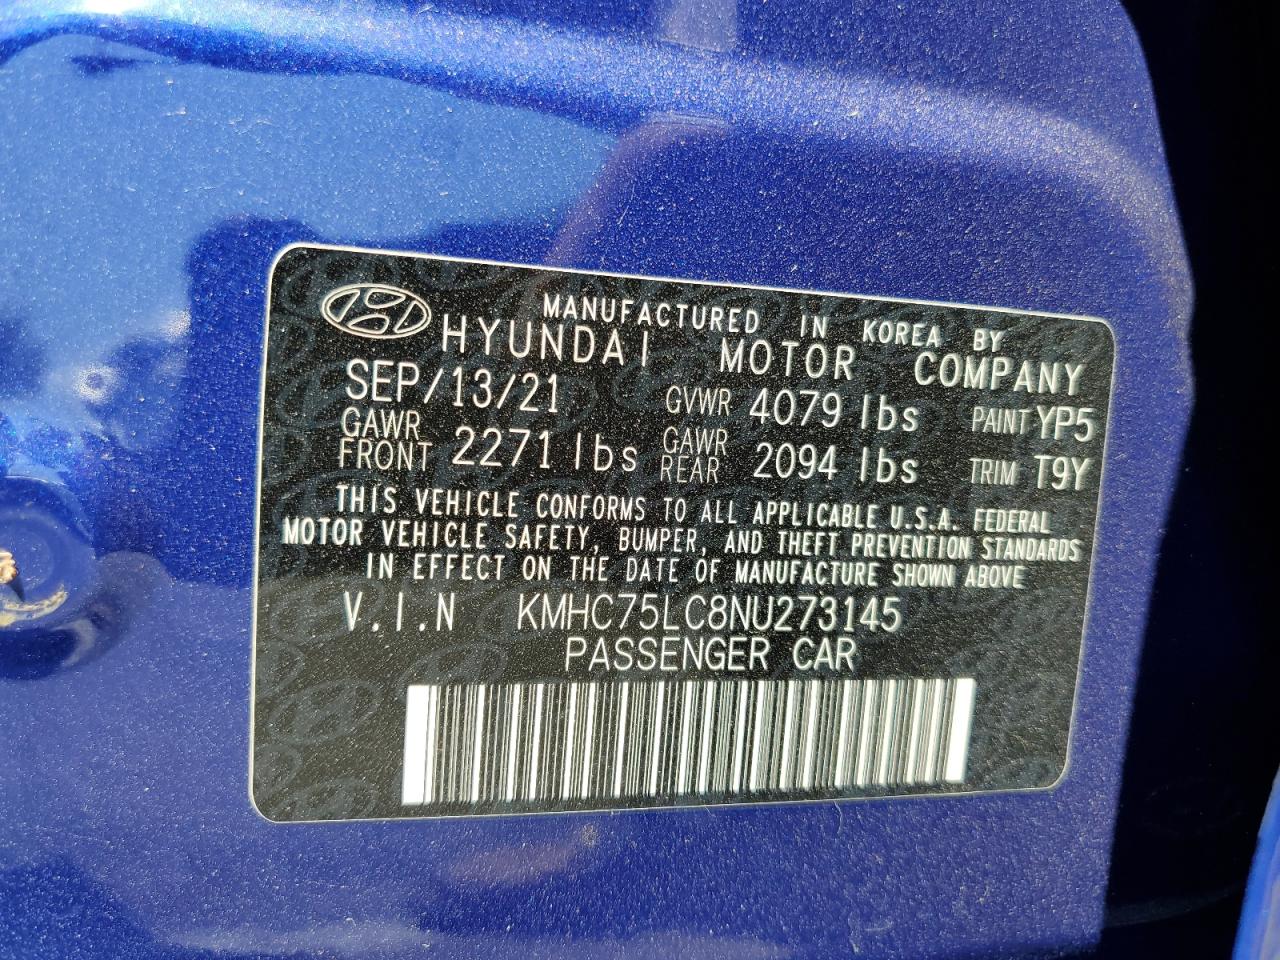 MANUFACTURED IN KOREA BY
HYUNDAI MOTOR COMPANY
SEP/13/21 GVWR 4079 lbs PAINT YP5
GAWR FRONT 2271 lbs GAWR REAR 2094 lbs TRIM T9Y
THIS VEHICLE CONFORMS TO ALL APPLICABLE U.S.A. FEDERAL
MOTOR VEHICLE SAFETY, BUMPER, AND THEFT PREVENTION STANDARDS
IN EFFECT ON THE DATE OF MANUFACTURE SHOWN ABOVE
V.I.N KMHC75LC8NU273145
PASSENGER CAR